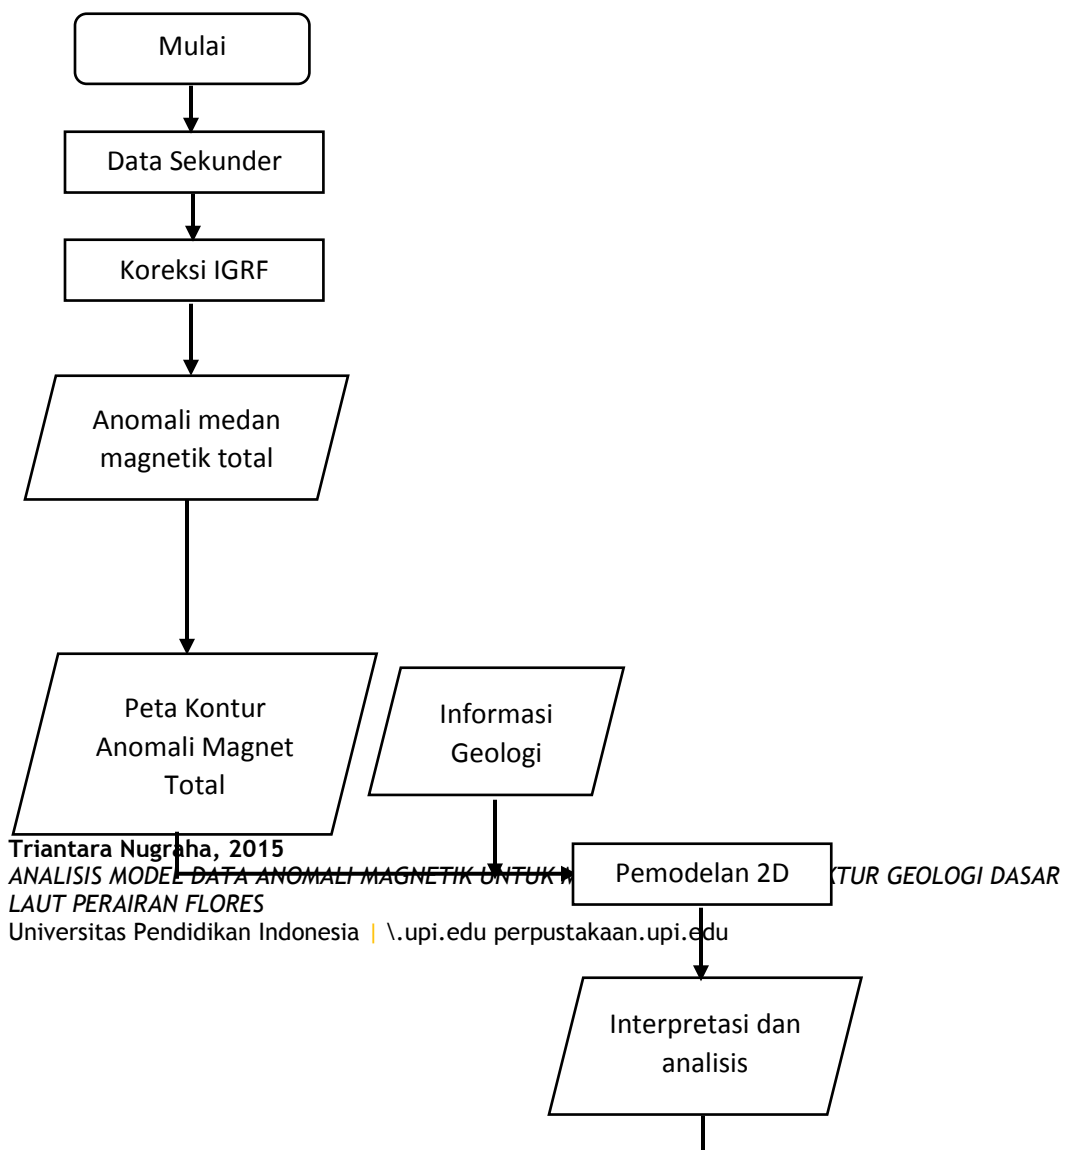 Mulai
Data Sekunder
Koreksi IGRF
Anomali medan
magnetik total
Peta Kontur
Anomali Magnet
Total
Informasi
Geologi
Triantara Nugraha, 2015
ANALISIS MODEL DATA ANOMALI MAGNETIK UNTUK
Pemodelan 2D
GEOLOGI DASAR
LAUT PERAIRAN FLORES
Universitas Pendidikan Indonesia | \.upi.edu perpustakaan.upi.edu
Interpretasi dan
analisis